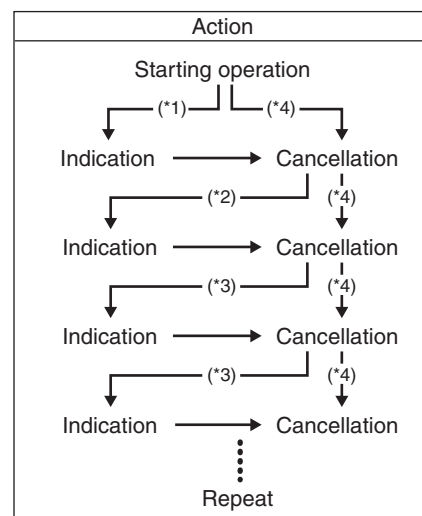 Action
Starting operation
(*1) (*4)
Indication Cancellation
(*2) (*4)
Indication Cancellation
(*3) (*4)
Indication Cancellation
(*3) (*4)
Indication Cancellation
Repeat